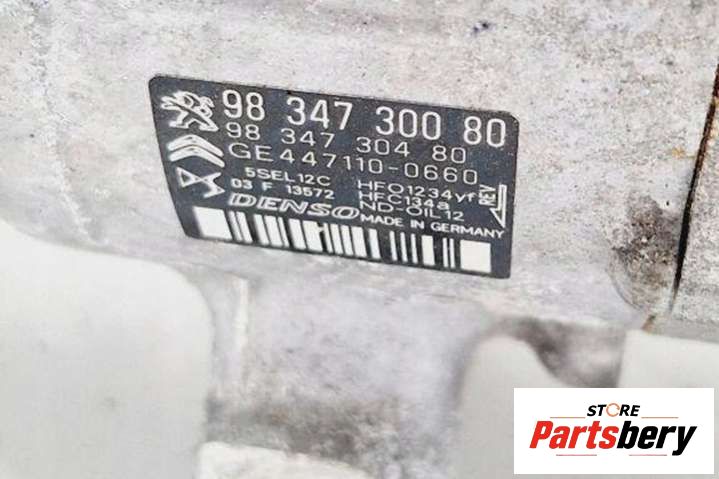 98 347 300 80
98 347 304 80
GE447110-0660
5SEL12C HFO1234yf
03 F 13572 HFC134a
ND-OIL12
REV
DENSO MADE IN GERMANY
STORE
Partsbery